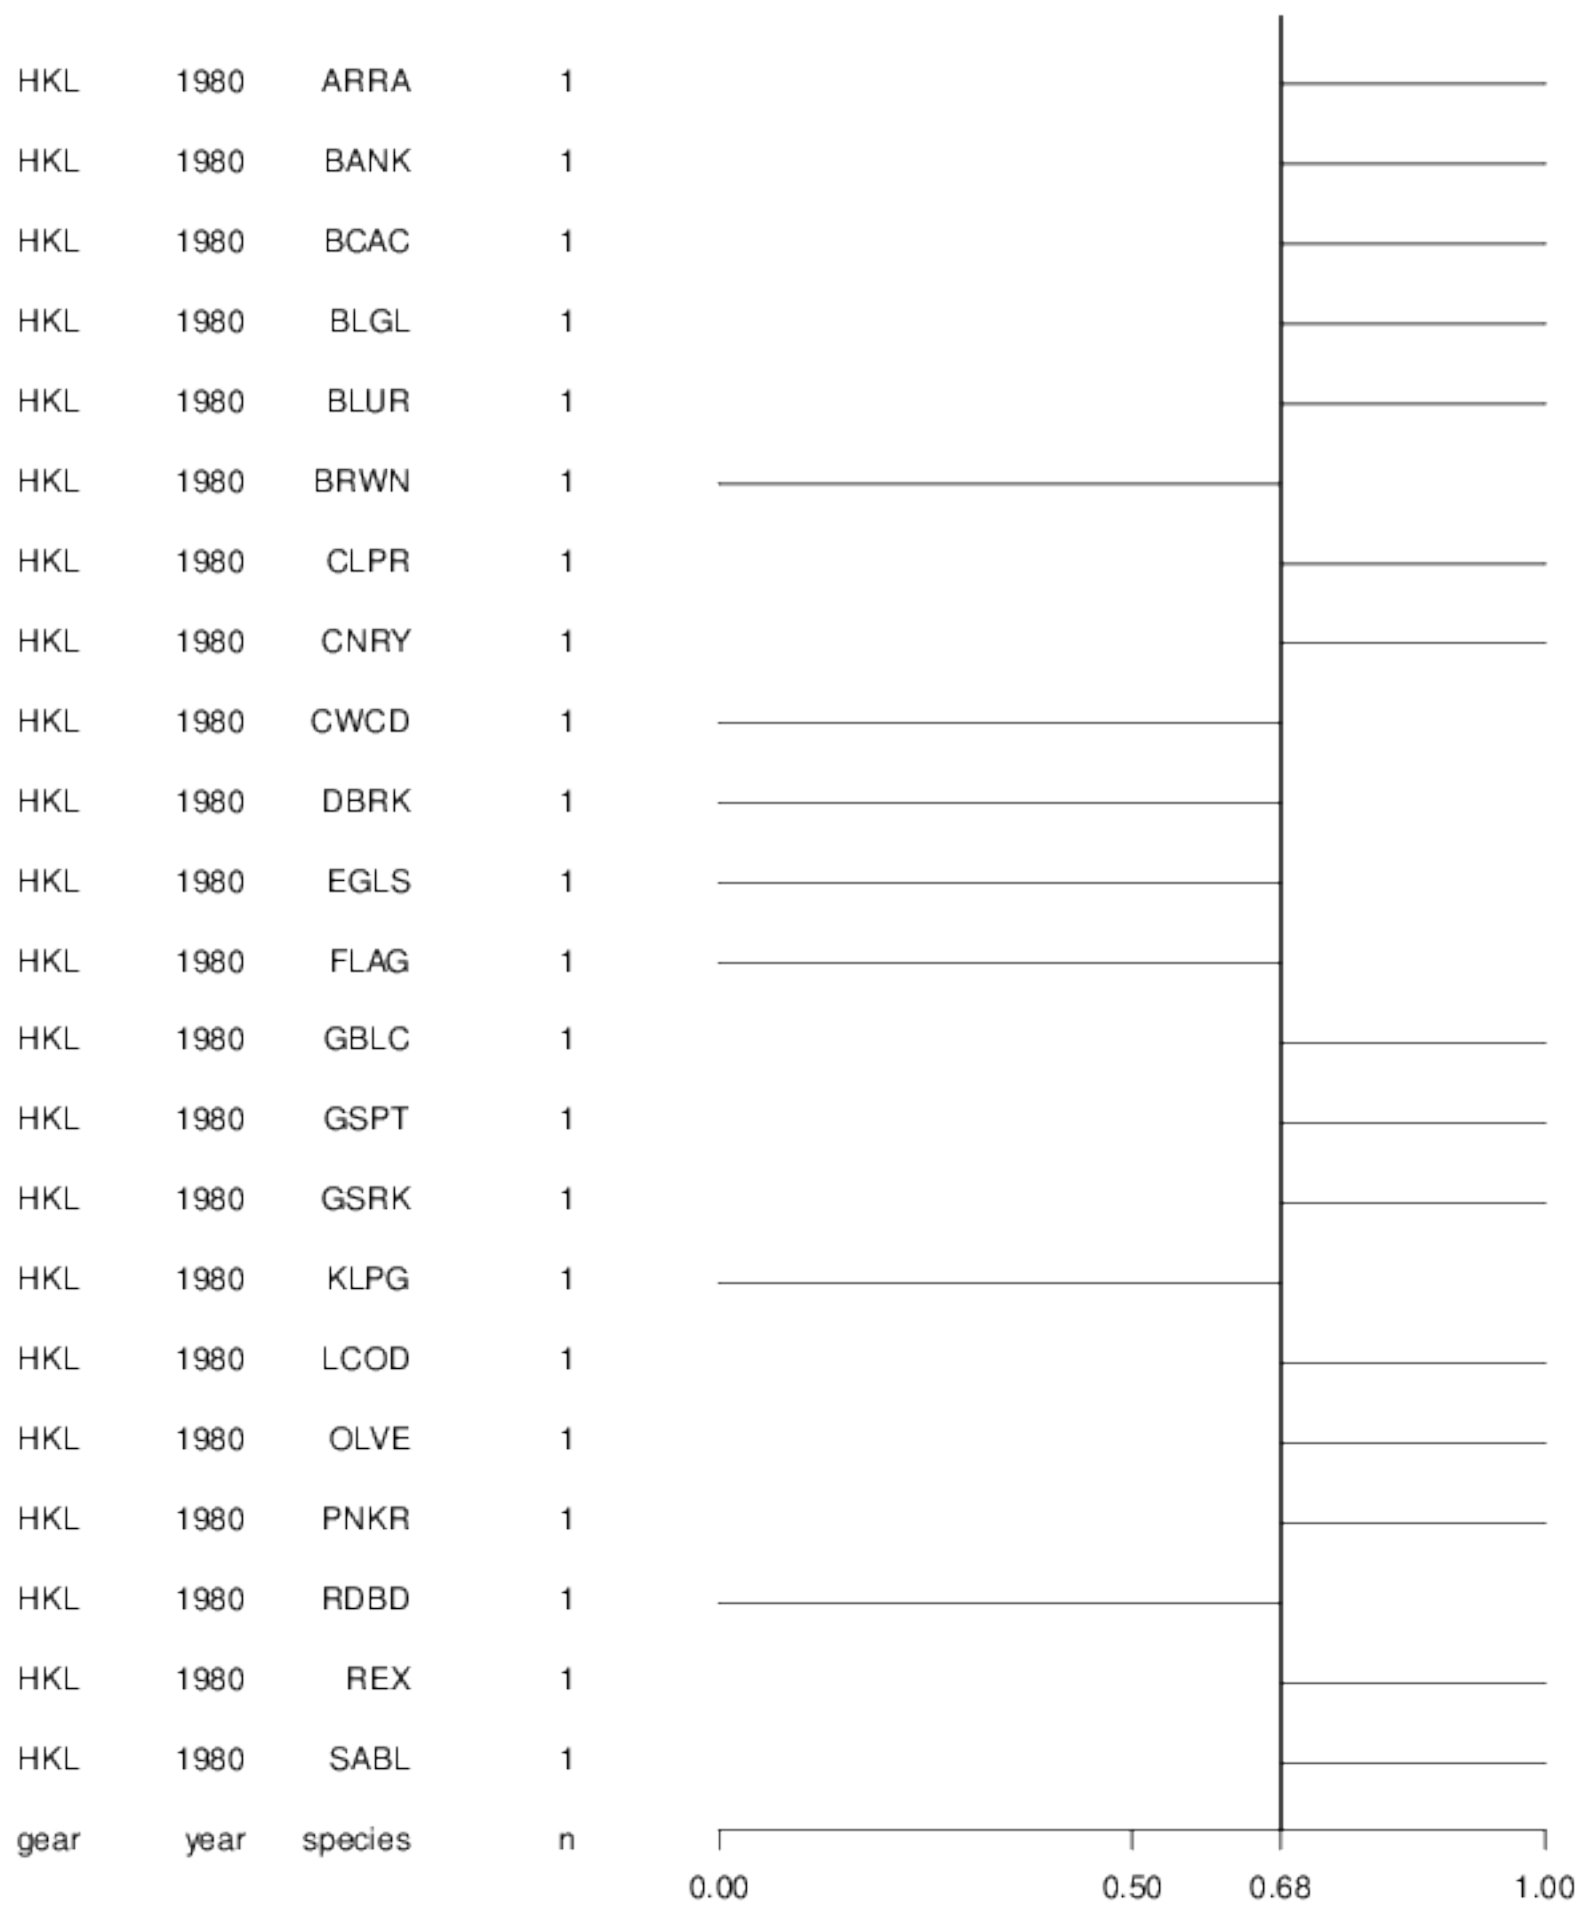 HKL 1980 ARRA 1
HKL 1980 BANK 1
HKL 1980 BCAC 1
HKL 1980 BLGL 1
HKL 1980 BLUR 1
HKL 1980 BRWN 1
HKL 1980 CLPR 1
HKL 1980 CNRY 1
HKL 1980 CWCD 1
HKL 1980 DBRK 1
HKL 1980 EGLS 1
HKL 1980 FLAG 1
HKL 1980 GBLC 1
HKL 1980 GSPT 1
HKL 1980 GSRK 1
HKL 1980 KLPG 1
HKL 1980 LCOD 1
HKL 1980 OLVE 1
HKL 1980 PNKR 1
HKL 1980 RDBD 1
HKL 1980 REX 1
HKL 1980 SABL 1
gear year species n
0.00 0.50 0.68 1.00